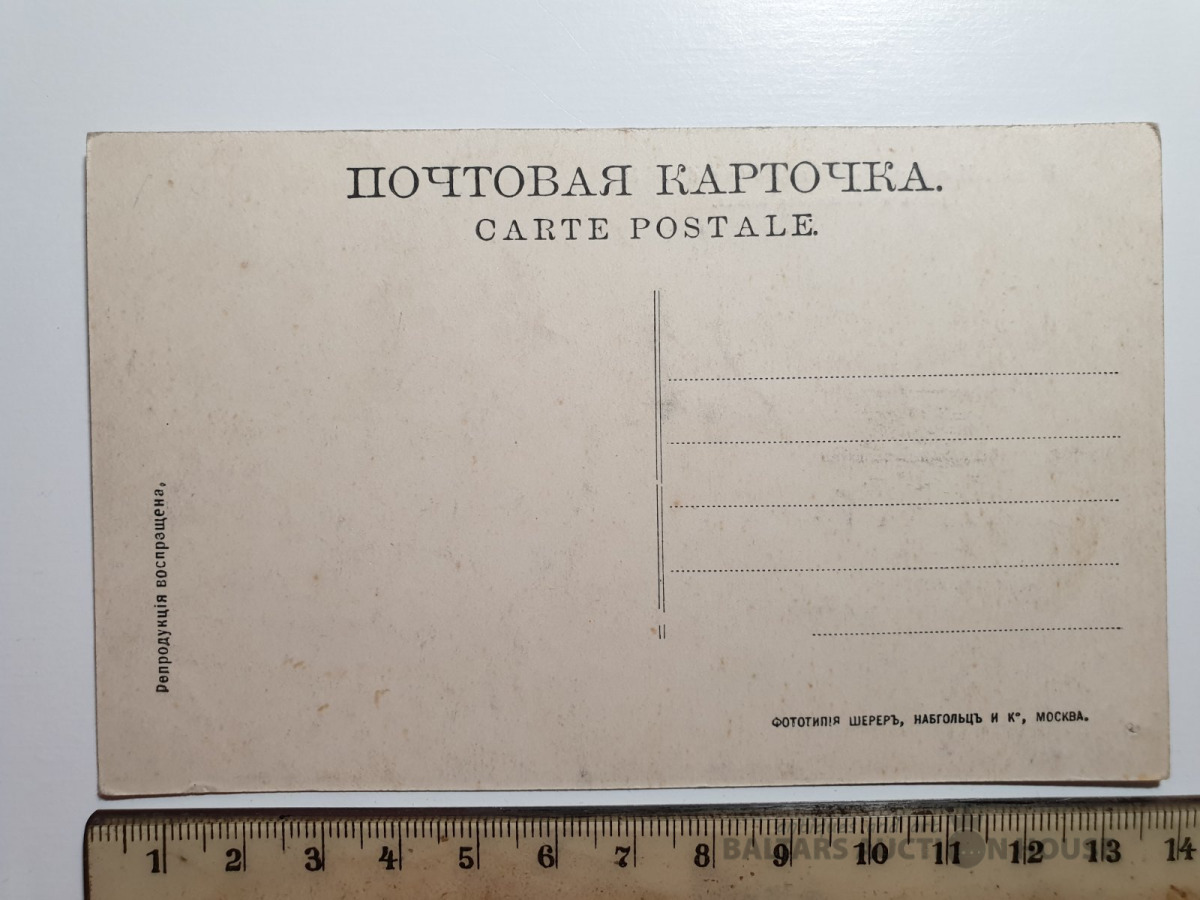 ПОЧТОВАЯ КАРТОЧКА.
CARTE POSTALE.
Репродукція воспрэщена,
ФОТОТИПІЯ ШЕРЕРЪ, НАБГОЛЬЦЪ И К°, МОСКВА.
1 2 3 4 5 6 7 8 9 10 11 12 13 14